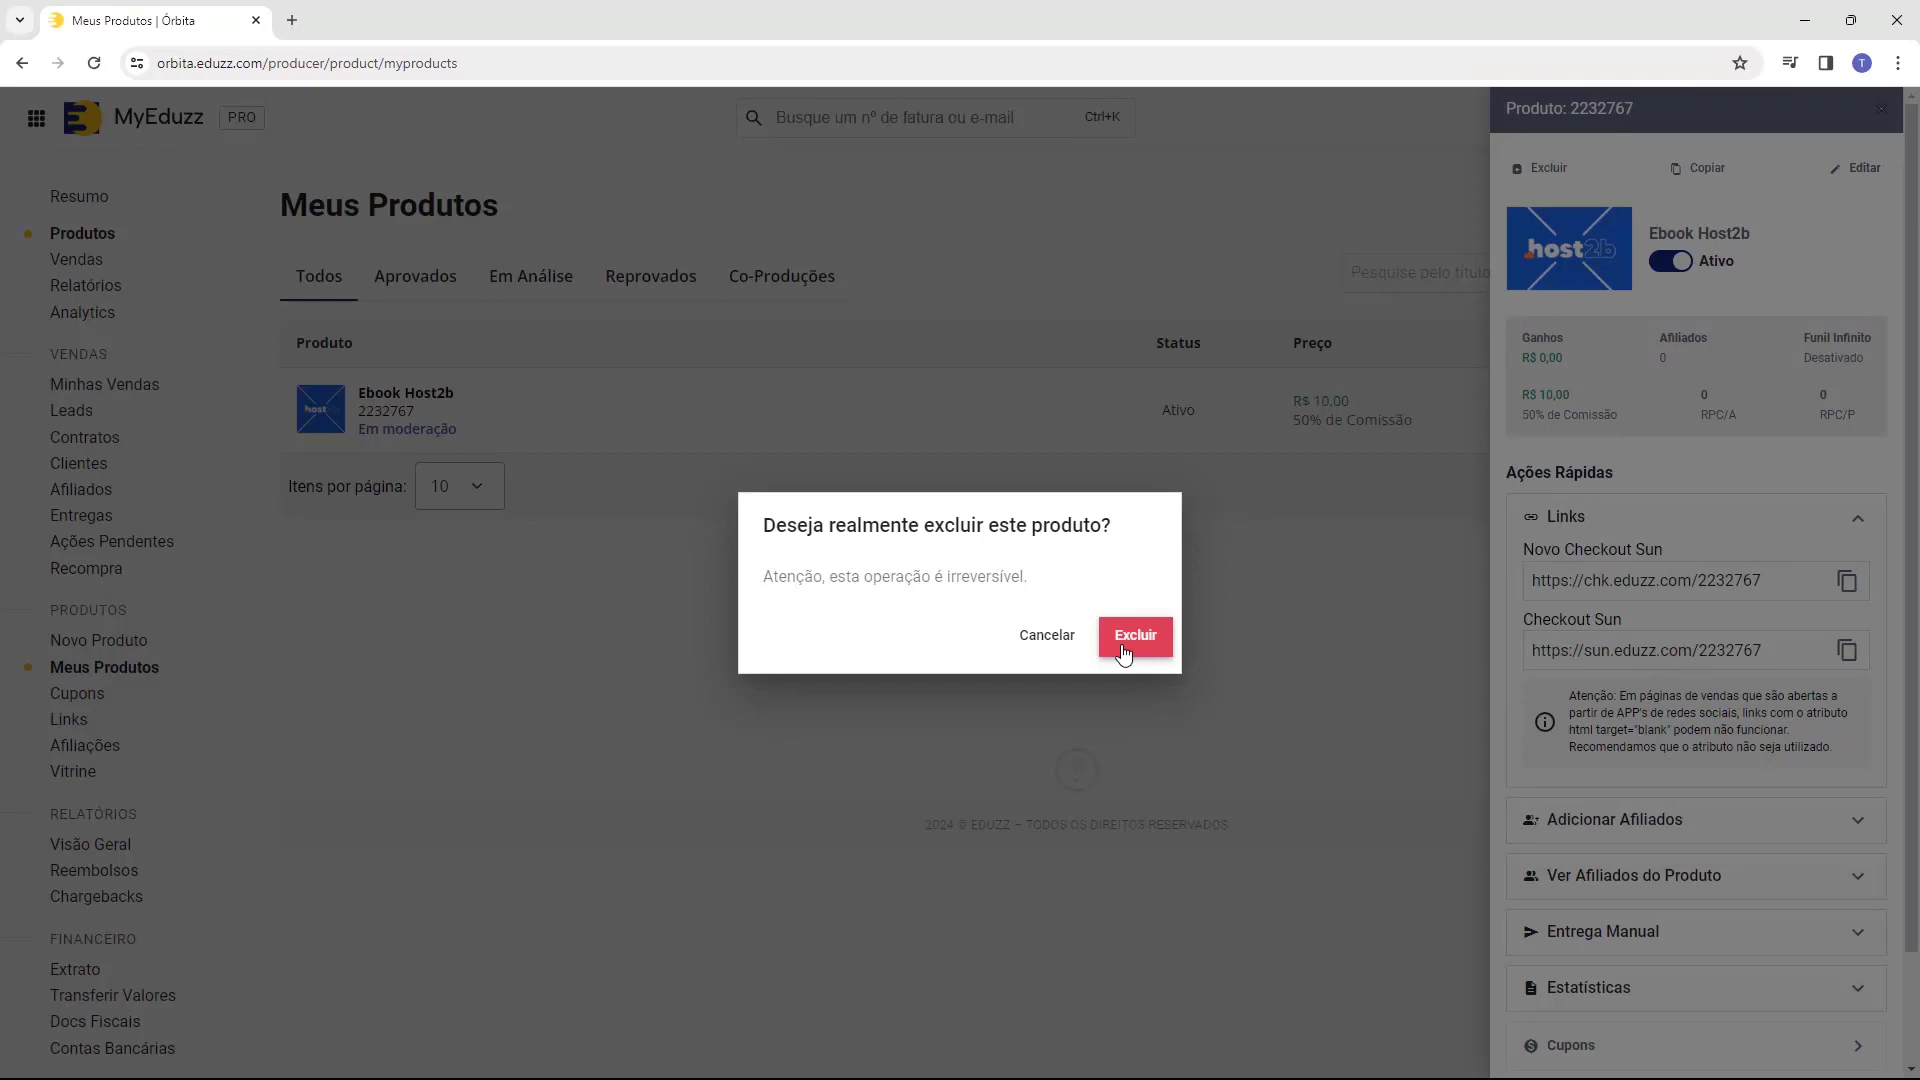 Meus Produtos | Órbita
orbita.eduzz.com/producer/product/myproducts
T
MyEduzz
PRO
Busque um nº de fatura ou e-mail
Ctrl+K
Produto: 2232767
Excluir
Copiar
Editar
Resumo
Produtos
Vendas
Relatórios
Analytics
VENDAS
Minhas Vendas
Leads
Contratos
Clientes
Afiliados
Entregas
Ações Pendentes
Recompra
PRODUTOS
Novo Produto
Meus Produtos
Cupons
Links
Afiliações
Vitrine
RELATÓRIOS
Visão Geral
Reembolsos
Chargebacks
FINANCEIRO
Extrato
Transferir Valores
Docs Fiscais
Contas Bancárias
Meus Produtos
Todos
Aprovados
Em Análise
Reprovados
Co-Produções
Pesquise pelo título
Produto
Status
Preço
host
Ebook Host2b
2232767
Em moderação
Ativo
R$ 10,00
50% de Comissão
Itens por página:
10
Deseja realmente excluir este produto?
Atenção, esta operação é irreversível.
Cancelar
Excluir
2024 © EDUZZ – TODOS OS DIREITOS RESERVADOS
host2b
Ebook Host2b
Ativo
Ganhos
Afiliados
Funil Infinito
R$ 0,00
0
Desativado
R$ 10,00
0
0
50% de Comissão
RPC/A
RPC/P
Ações Rápidas
Links
Novo Checkout Sun
https://chk.eduzz.com/2232767
Checkout Sun
https://sun.eduzz.com/2232767
Atenção: Em páginas de vendas que são abertas a
partir de APP's de redes sociais, links com o atributo
html target="blank" podem não funcionar.
Recomendamos que o atributo não seja utilizado.
Adicionar Afiliados
Ver Afiliados do Produto
Entrega Manual
Estatísticas
Cupons